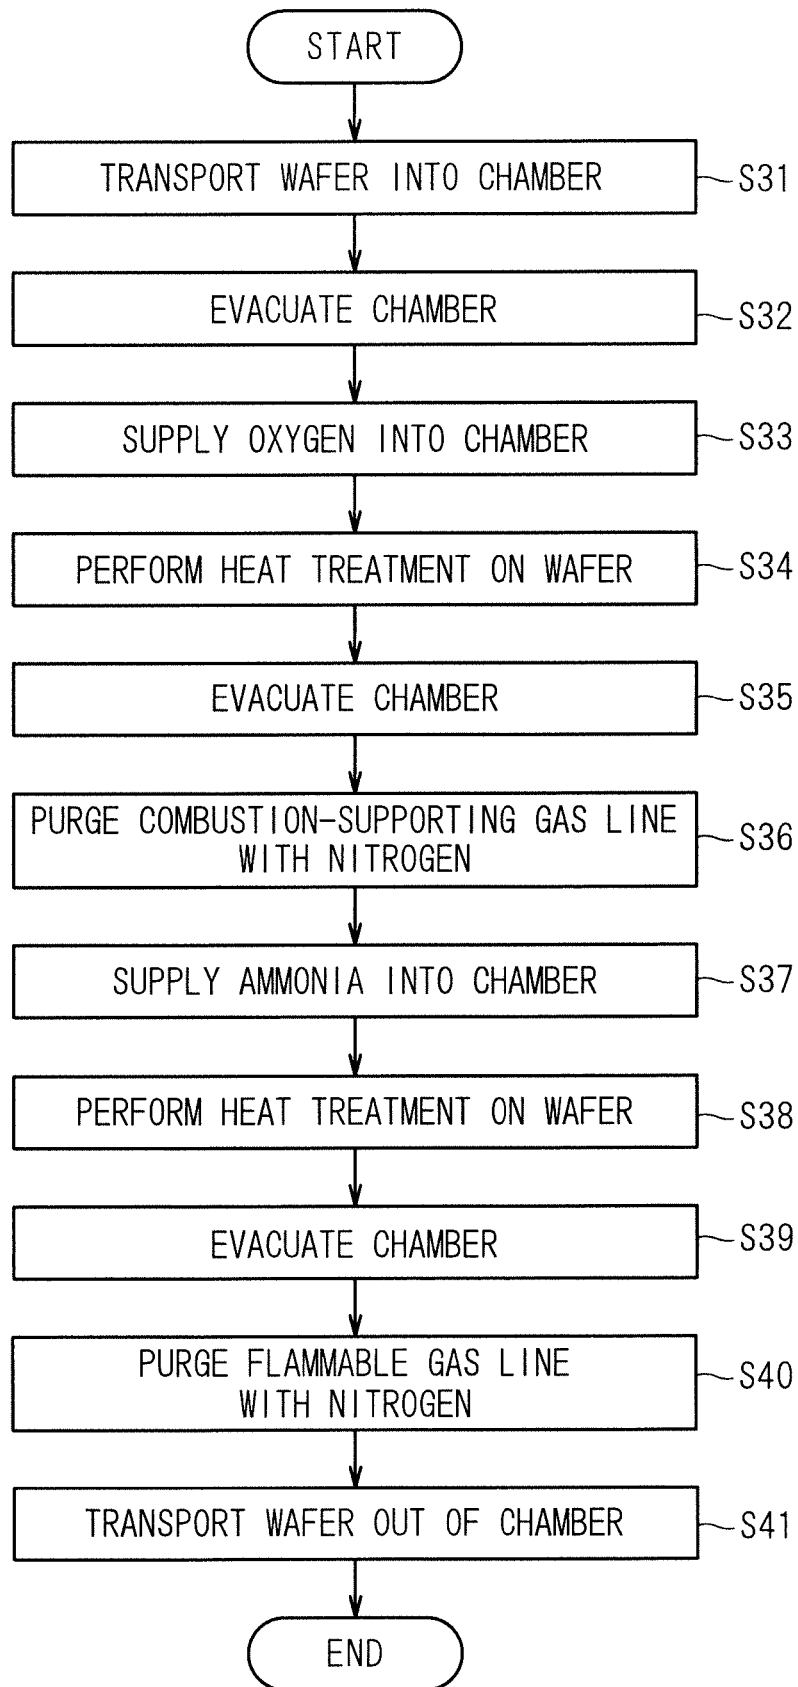 START
TRANSPORT WAFER INTO CHAMBER
S31
EVACUATE CHAMBER
S32
SUPPLY OXYGEN INTO CHAMBER
S33
PERFORM HEAT TREATMENT ON WAFER
S34
EVACUATE CHAMBER
S35
PURGE COMBUSTION-SUPPORTING GAS LINE
WITH NITROGEN
S36
SUPPLY AMMONIA INTO CHAMBER
S37
PERFORM HEAT TREATMENT ON WAFER
S38
EVACUATE CHAMBER
S39
PURGE FLAMMABLE GAS LINE
WITH NITROGEN
S40
TRANSPORT WAFER OUT OF CHAMBER
S41
END